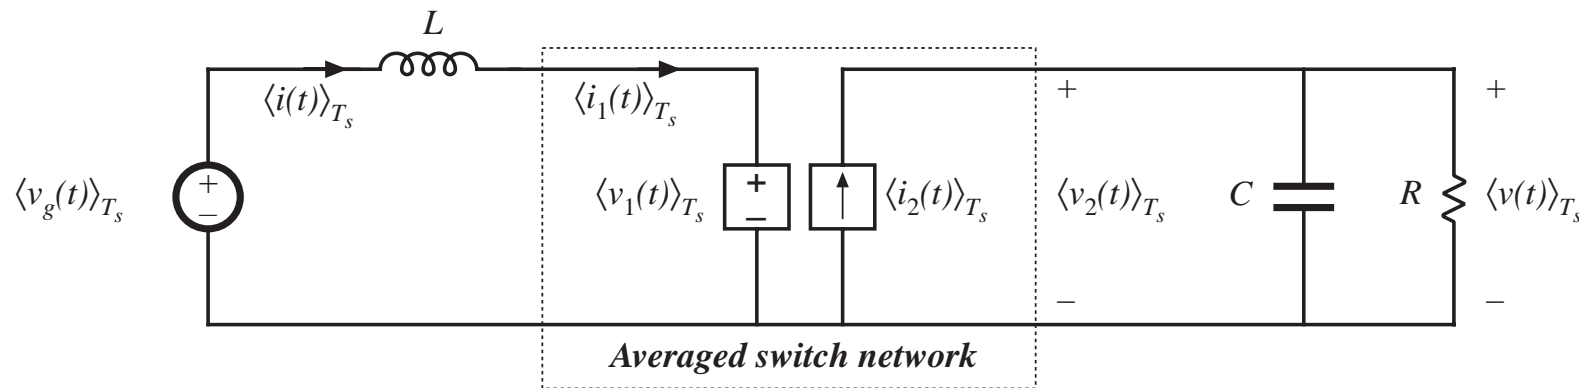 L
⟨i(t)⟩_{T_s}
⟨i_1(t)⟩_{T_s}
+
+
⟨v_g(t)⟩_{T_s}
+
–
⟨v_1(t)⟩_{T_s}
+
–
⟨i_2(t)⟩_{T_s}
⟨v_2(t)⟩_{T_s}
C
R
⟨v(t)⟩_{T_s}
–
–
Averaged switch network